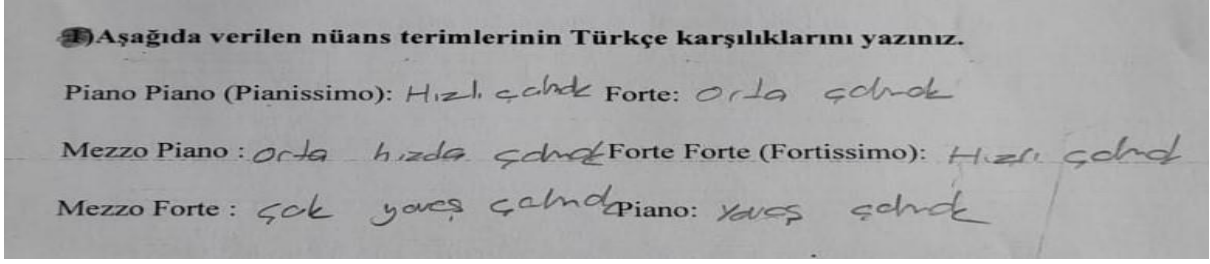 1)Aşağıda verilen nüans terimlerinin Türkçe karşılıklarını yazınız.
Piano Piano (Pianissimo): Hızlı çalmak Forte: Orta çalmak
Mezzo Piano : orta hızda çalmak Forte Forte (Fortissimo): Hızlı çalmak
Mezzo Forte : çok yavaş çalmak Piano: Yavaş çalmak